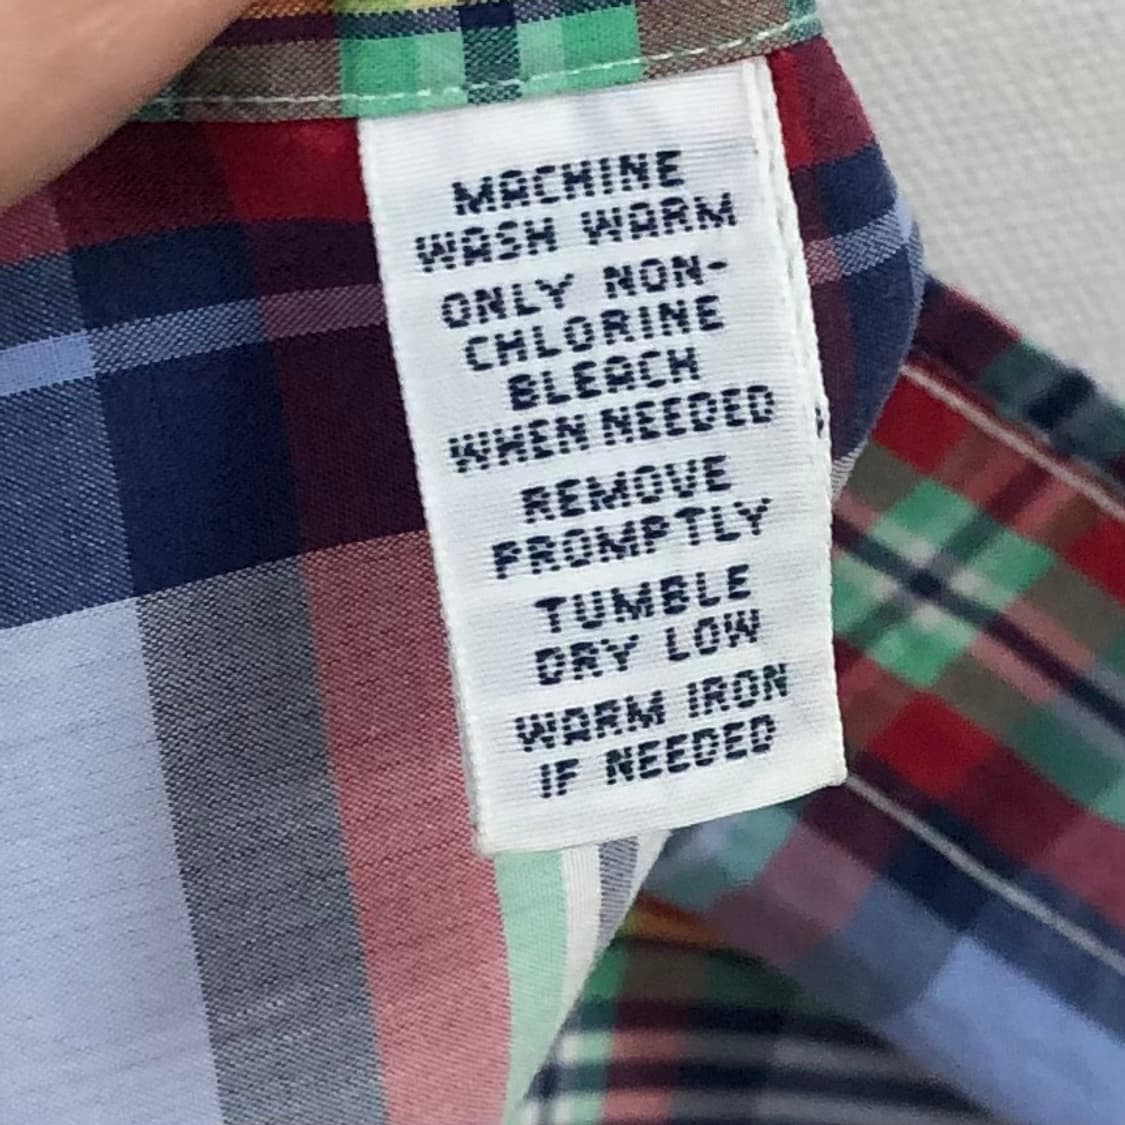 MACHINE
WASH WARM
ONLY NON-
CHLORINE
BLEACH
WHEN NEEDED
REMOVE
PROMPTLY
TUMBLE
DRY LOW
WARM IRON
IF NEEDED